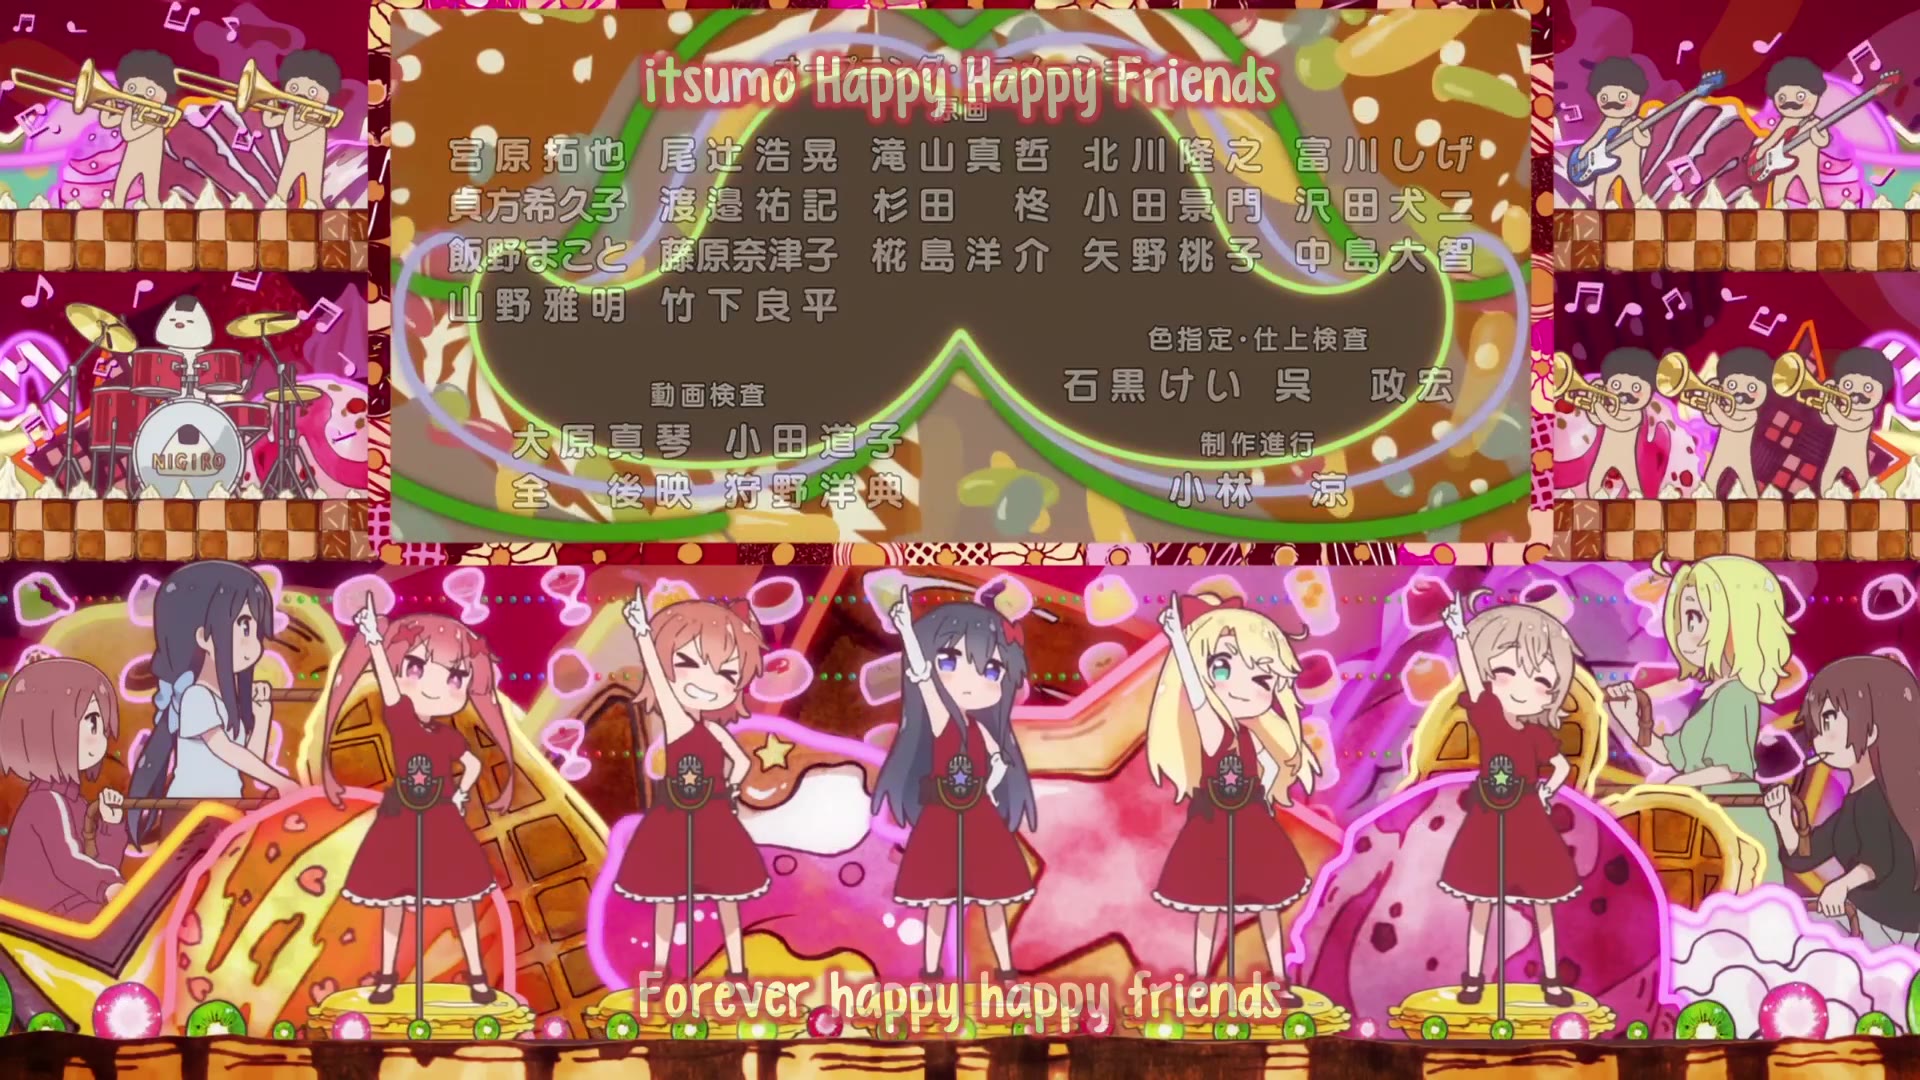 itsumo Happy Happy Friends
原画
宮原拓也 尾辻浩晃 滝山真哲 北川隆之 富川しげ
貞方希久子 渡邉祐記 杉田 柊 小田景門 沢田犬二
飯野まこと 藤原奈津子 椛島洋介 矢野桃子 中島大智
山野雅明 竹下良平
色指定・仕上検査
石黒けい 呉 政宏
動画検査
大原真琴 小田道子
全 後映 狩野洋典
制作進行
小林 涼
NIGIRO
Forever happy happy friends